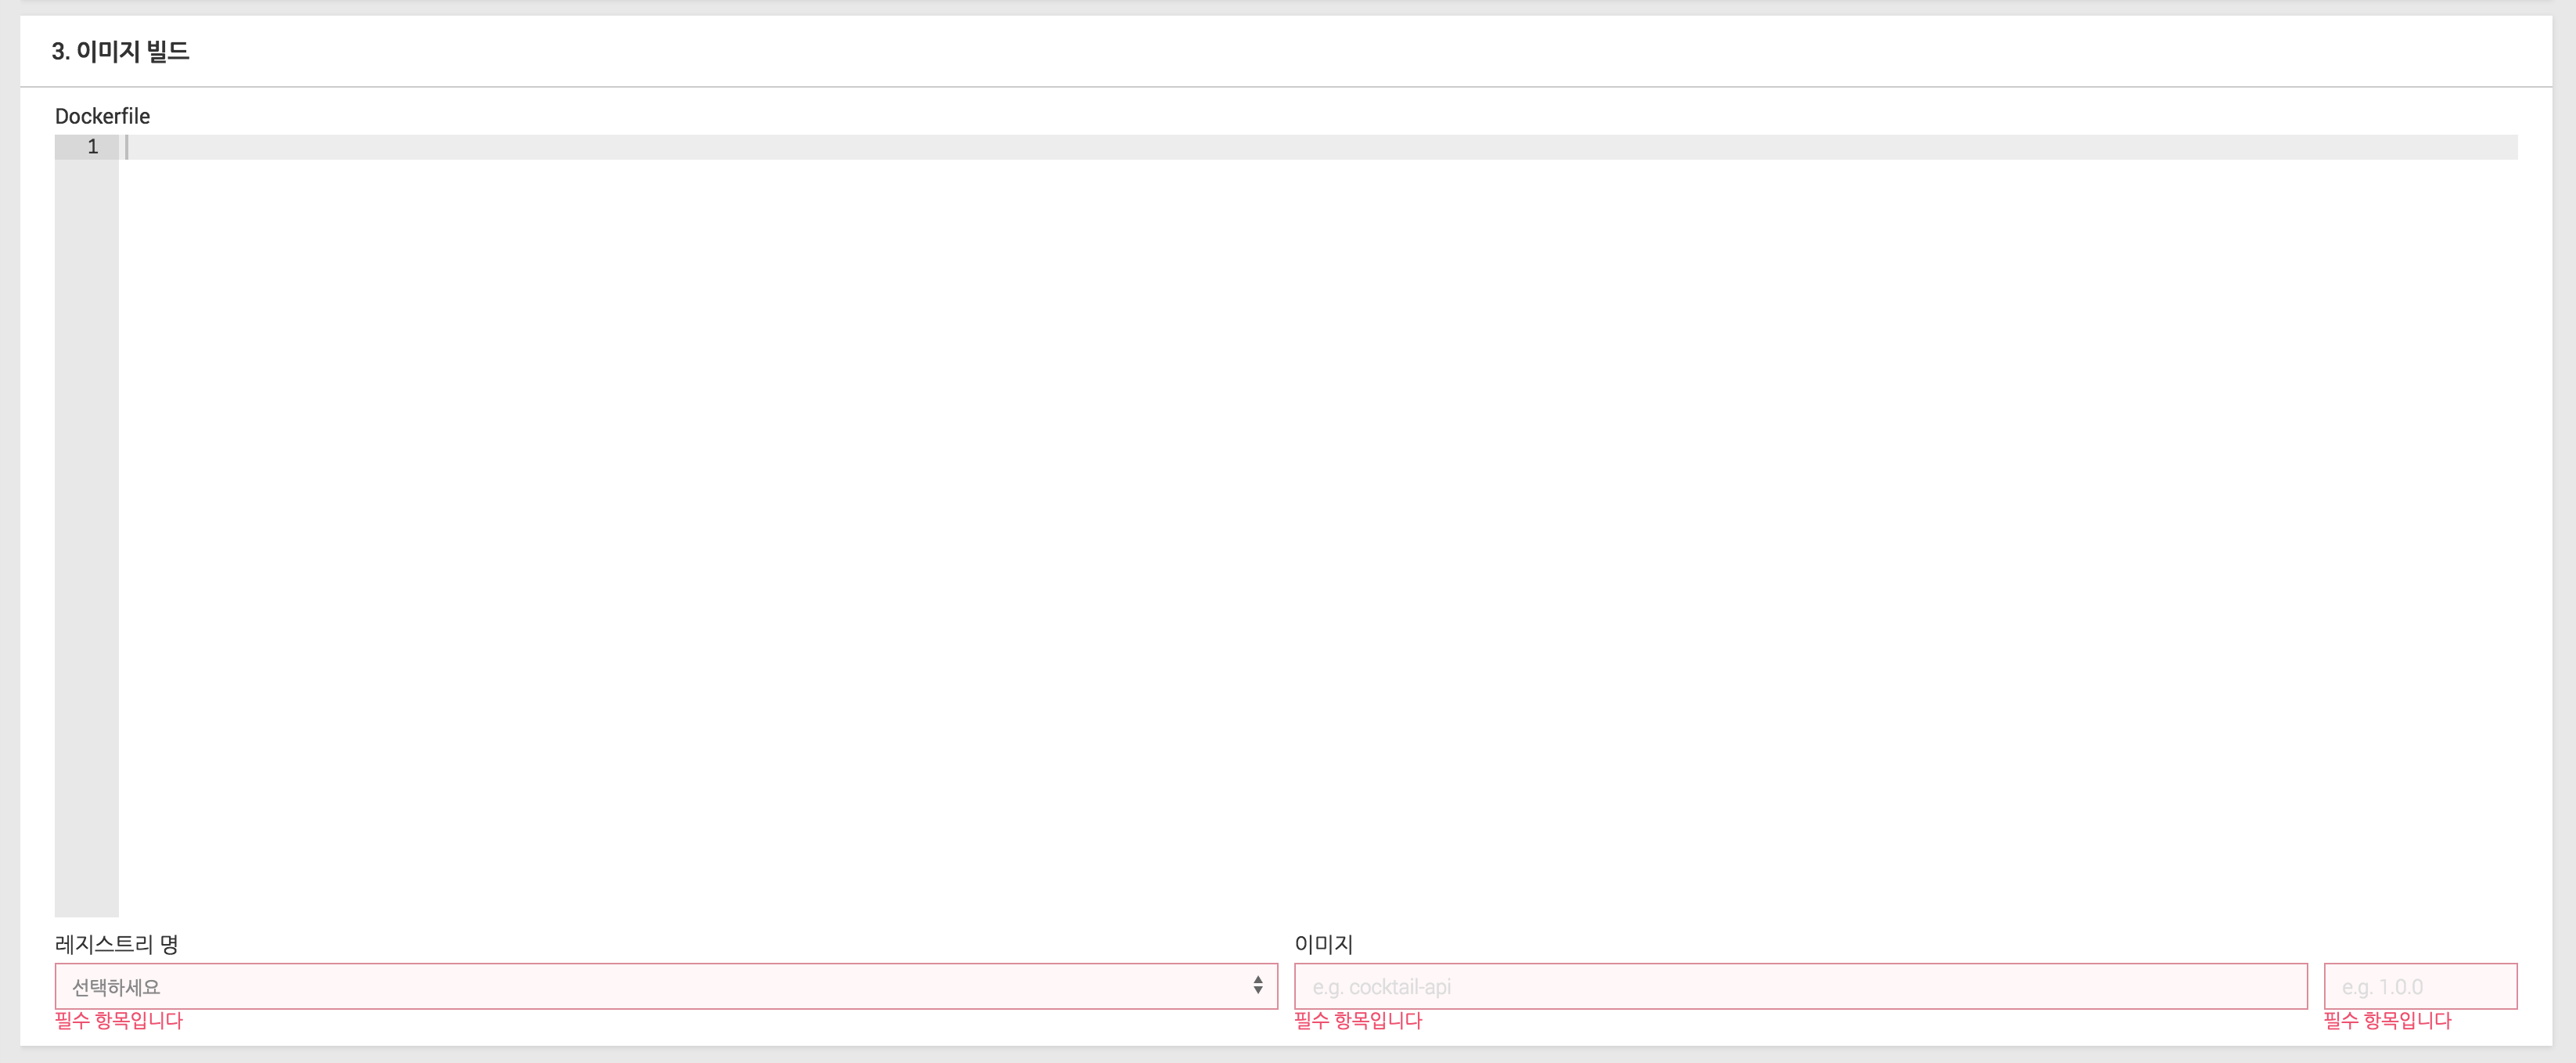 3. 이미지 빌드
Dockerfile
1
레지스트리 명
이미지
선택하세요
e.g. cocktail-api
e.g. 1.0.0
필수 항목입니다
필수 항목입니다
필수 항목입니다